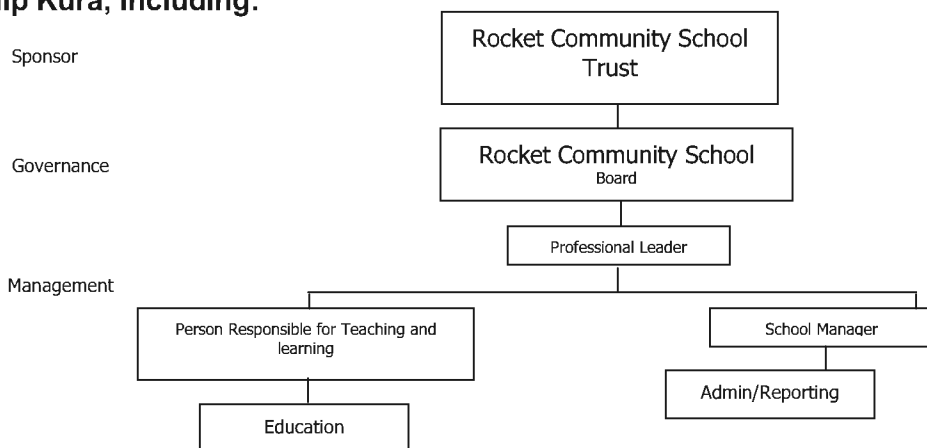 Kura, including:
Sponsor
Rocket Community School
Trust
Governance
Rocket Community School
Board
Professional Leader
Management
Person Responsible for Teaching and
learning
School Manager
Education
Admin/Reporting